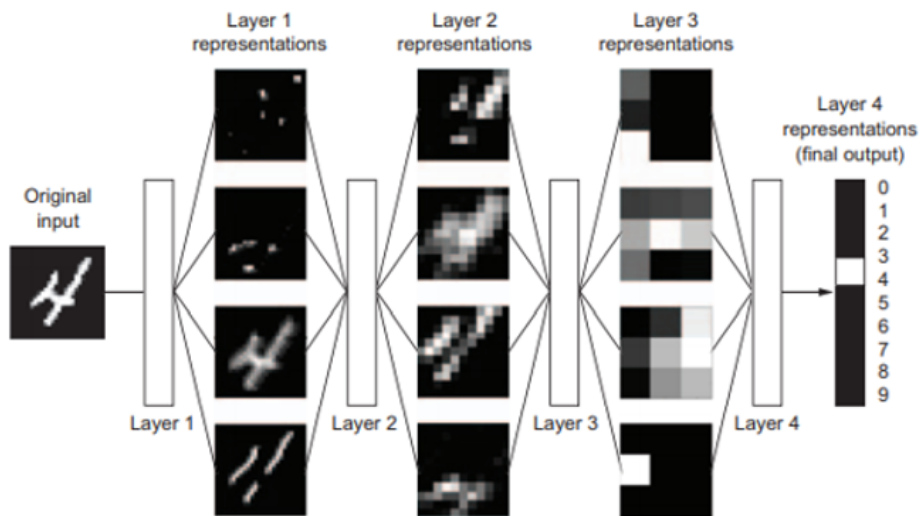 Layer 1
representations
Layer 2
representations
Layer 3
representations
Layer 4
representations
(final output)
Original
input
0
1
2
3
4
5
6
7
8
9
Layer 1
Layer 2
Layer 3
Layer 4